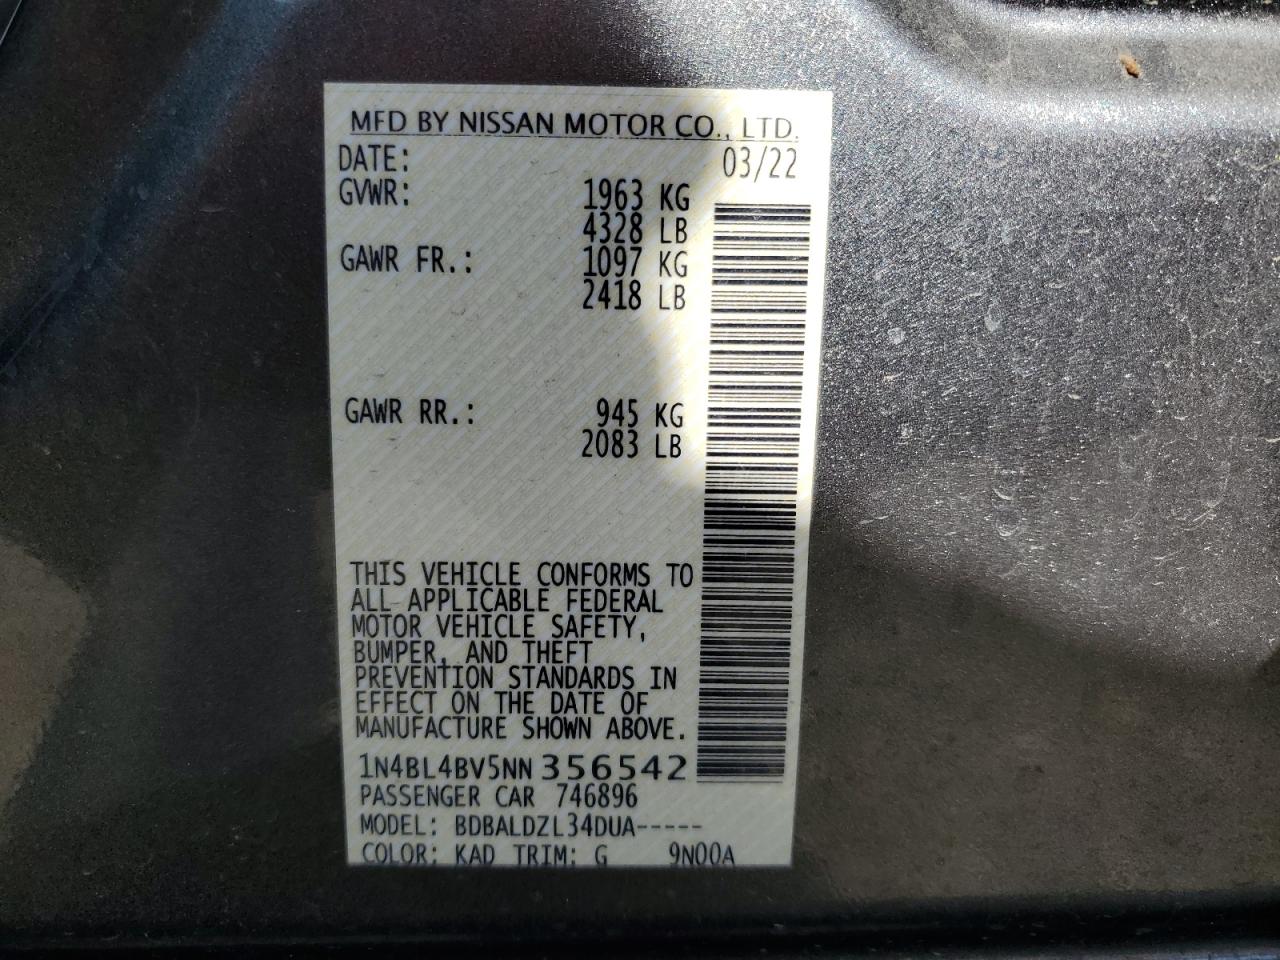 MFD BY NISSAN MOTOR CO., LTD.
DATE: 03/22
GVWR: 1963 KG
4328 LB
GAWR FR.: 1097 KG
2418 LB
GAWR RR.: 945 KG
2083 LB
THIS VEHICLE CONFORMS TO
ALL APPLICABLE FEDERAL
MOTOR VEHICLE SAFETY,
BUMPER, AND THEFT
PREVENTION STANDARDS IN
EFFECT ON THE DATE OF
MANUFACTURE SHOWN ABOVE.
1N4BL4BV5NN356542
PASSENGER CAR 746896
MODEL: BDBALDZL34DUA-----
COLOR: KAD TRIM: G 9N00A